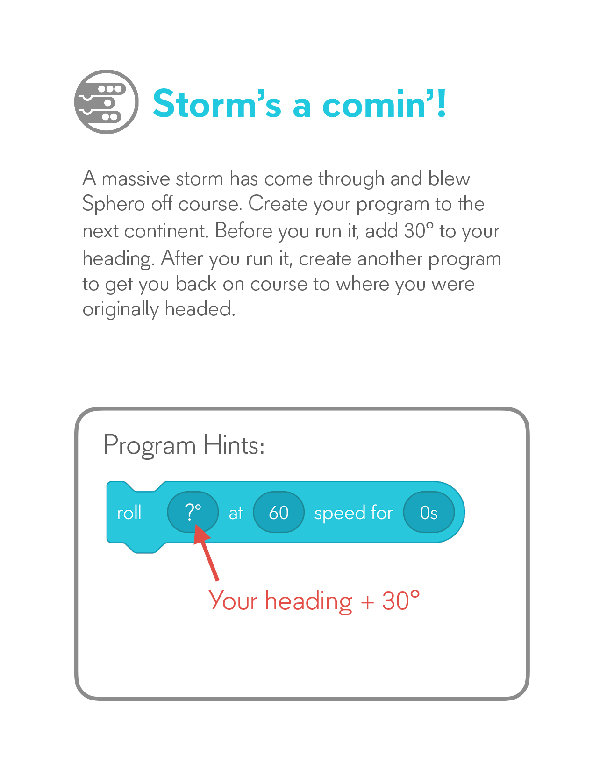 Storm's a comin'!
A massive storm has come through and blew
Sphero off course. Create your program to the
next continent. Before you run it, add 30° to your
heading. After you run it, create another program
to get you back on course to where you were
originally headed.
Program Hints:
roll ?° at 60 speed for 0s
Your heading + 30°